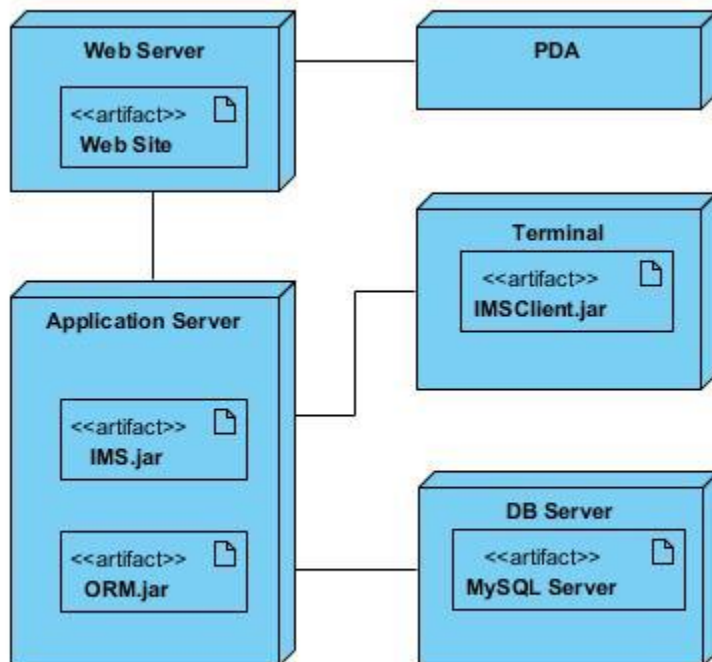 Web Server
<<artifact>>
Web Site
PDA
Terminal
<<artifact>>
IMSClient.jar
Application Server
<<artifact>>
IMS.jar
<<artifact>>
ORM.jar
DB Server
<<artifact>>
MySQL Server